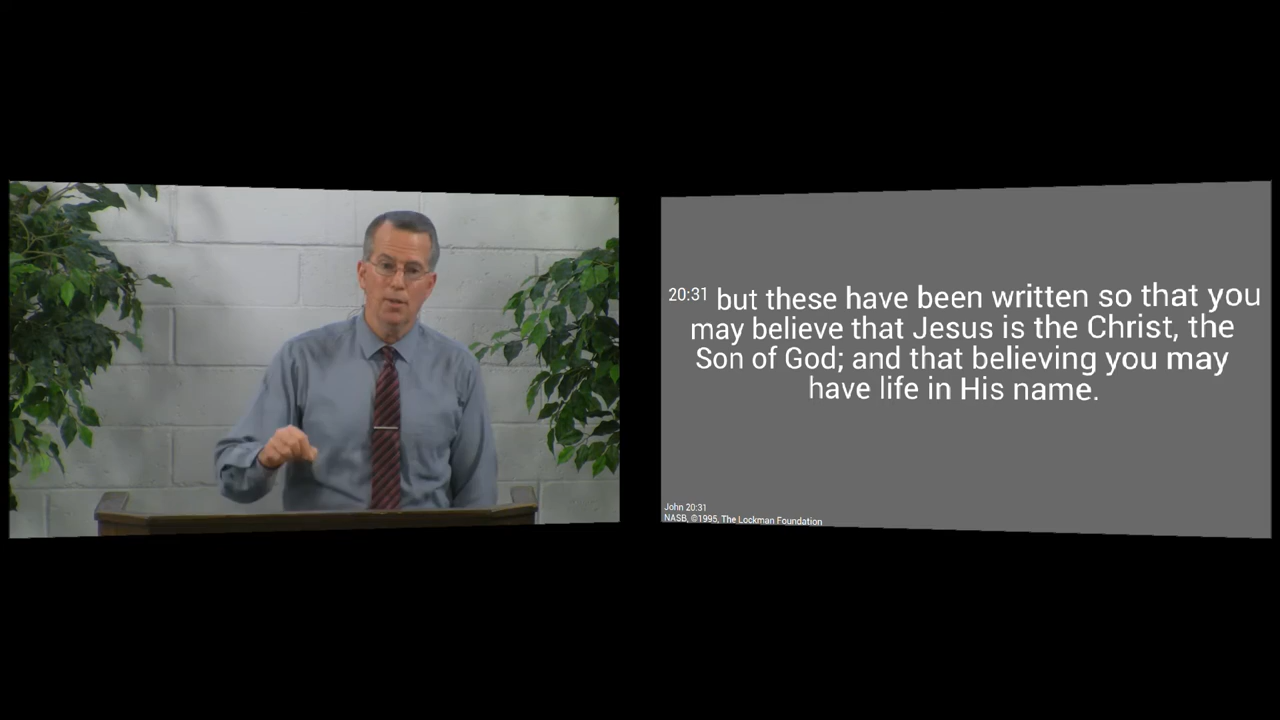 20:31 but these have been written so that you
may believe that Jesus is the Christ, the
Son of God; and that believing you may
have life in His name.
John 20:31
NASB, ©1995, The Lockman Foundation